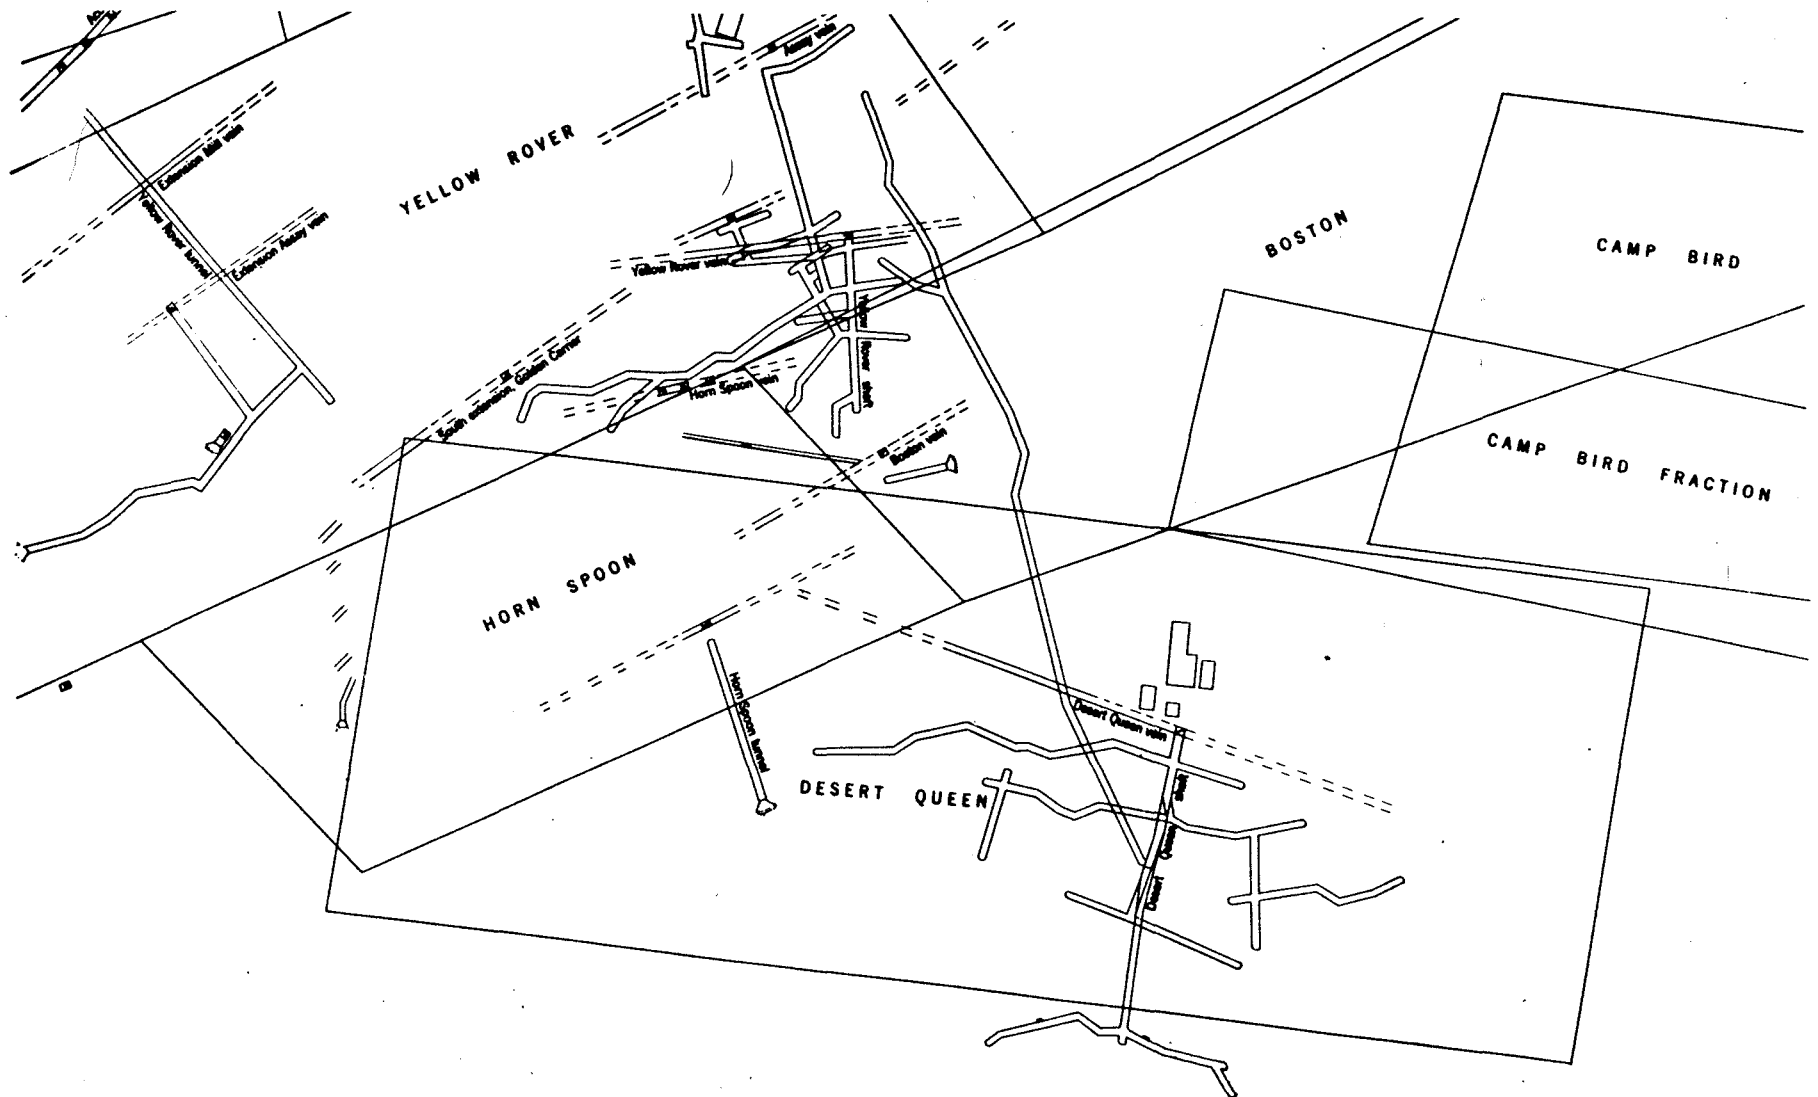 Assay vein
Extension Mill vein
YELLOW ROVER
Yellow Rover tunnel
Extension Assay vein
BOSTON
CAMP BIRD
Yellow Rover vein
Yellow Rover shaft
South extension, Golden Carrier
Horn Spoon vein
Boston vein
CAMP BIRD FRACTION
HORN SPOON
Horn Spoon tunnel
Desert Queen vein
DESERT QUEEN
Desert Queen shaft